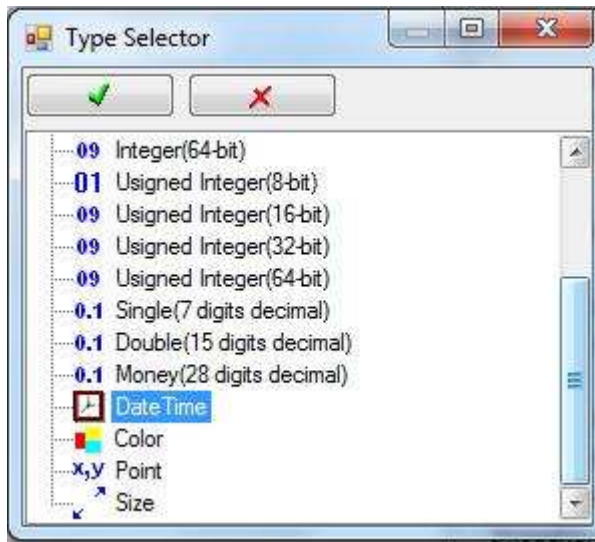 Type Selector
09 Integer(64-bit)
01 Usigned Integer(8-bit)
09 Usigned Integer(16-bit)
09 Usigned Integer(32-bit)
09 Usigned Integer(64-bit)
0.1 Single(7 digits decimal)
0.1 Double(15 digits decimal)
0.1 Money(28 digits decimal)
DateTime
Color
x,y Point
Size